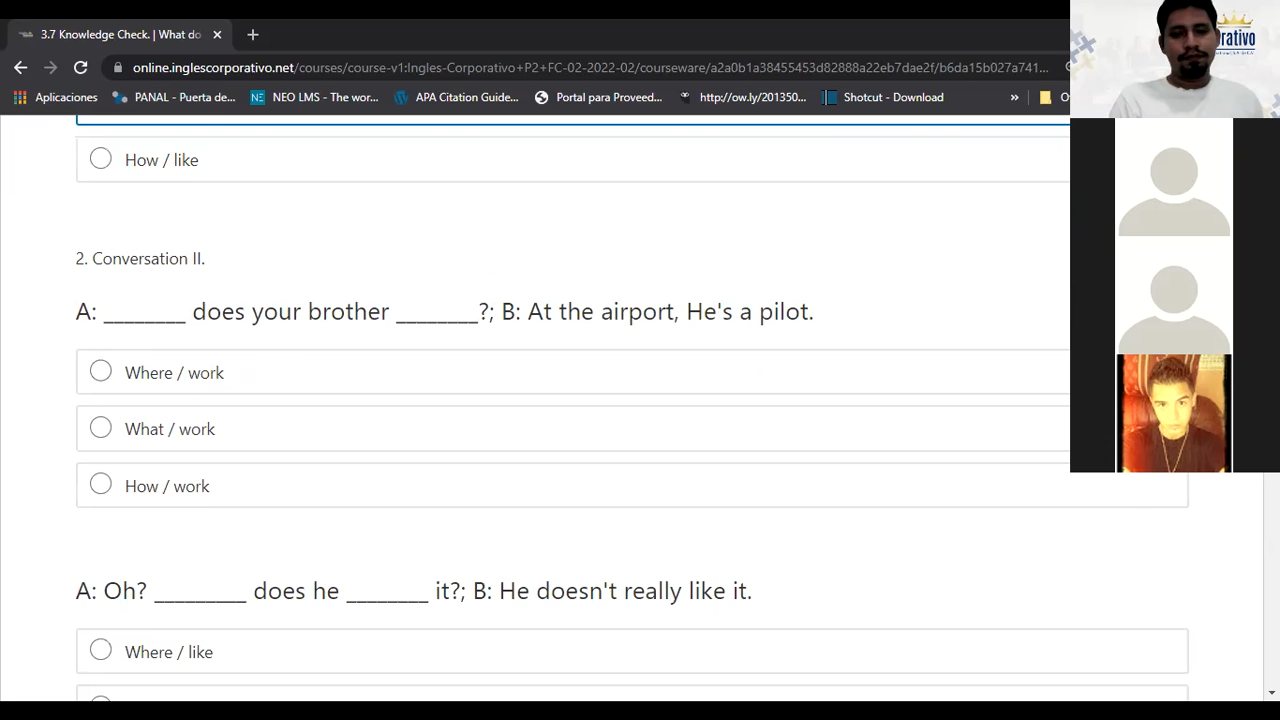 3.7 Knowledge Check. | What do
online.inglescorporativo.net/courses/course-v1:Ingles-Corporativo+PI-FC-02-2022-02/courseware/a2a0b1a38455453d82888a22eb7dae2f/b6da15b027a741...
Aplicaciones PANAL - Puerta de... NEO LMS - The wor... APA Citation Guide... Portal para Proveed... http://ow.ly/201350... Shotcut - Download »
rativo
How / like
2. Conversation II.
A: ________ does your brother ________?; B: At the airport, He's a pilot.
Where / work
What / work
How / work
A: Oh? _________ does he ________ it?; B: He doesn't really like it.
Where / like